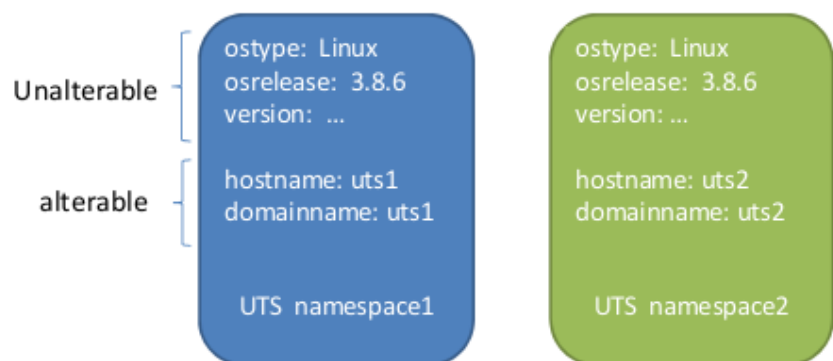 Unalterable
alterable
ostype: Linux
osrelease: 3.8.6
version: ...
hostname: uts1
domainname: uts1
UTS namespace1
ostype: Linux
osrelease: 3.8.6
version: ...
hostname: uts2
domainname: uts2
UTS namespace2